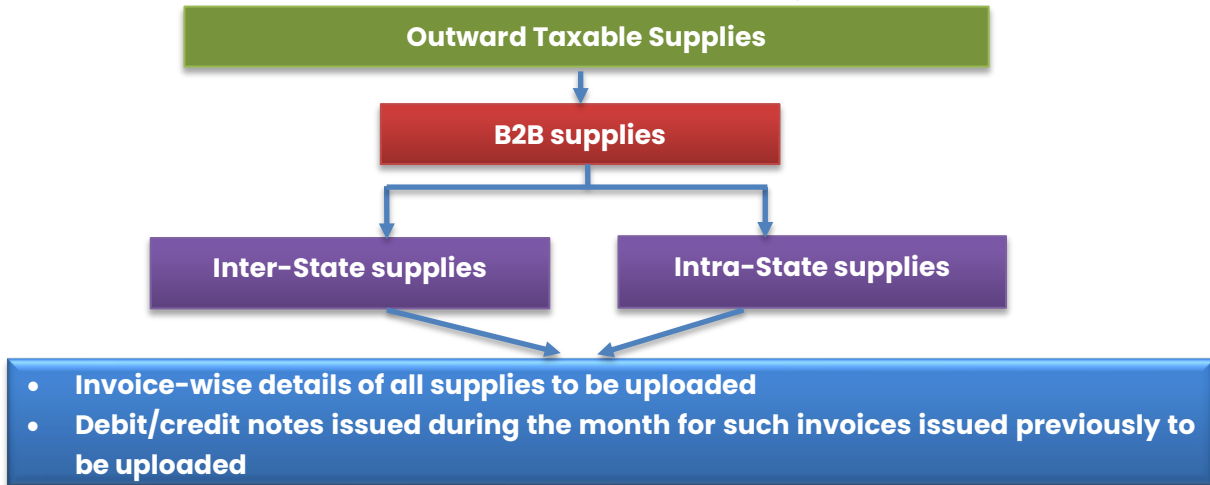 Outward Taxable Supplies
B2B supplies
Inter-State supplies
Intra-State supplies
• Invoice-wise details of all supplies to be uploaded
• Debit/credit notes issued during the month for such invoices issued previously to
be uploaded